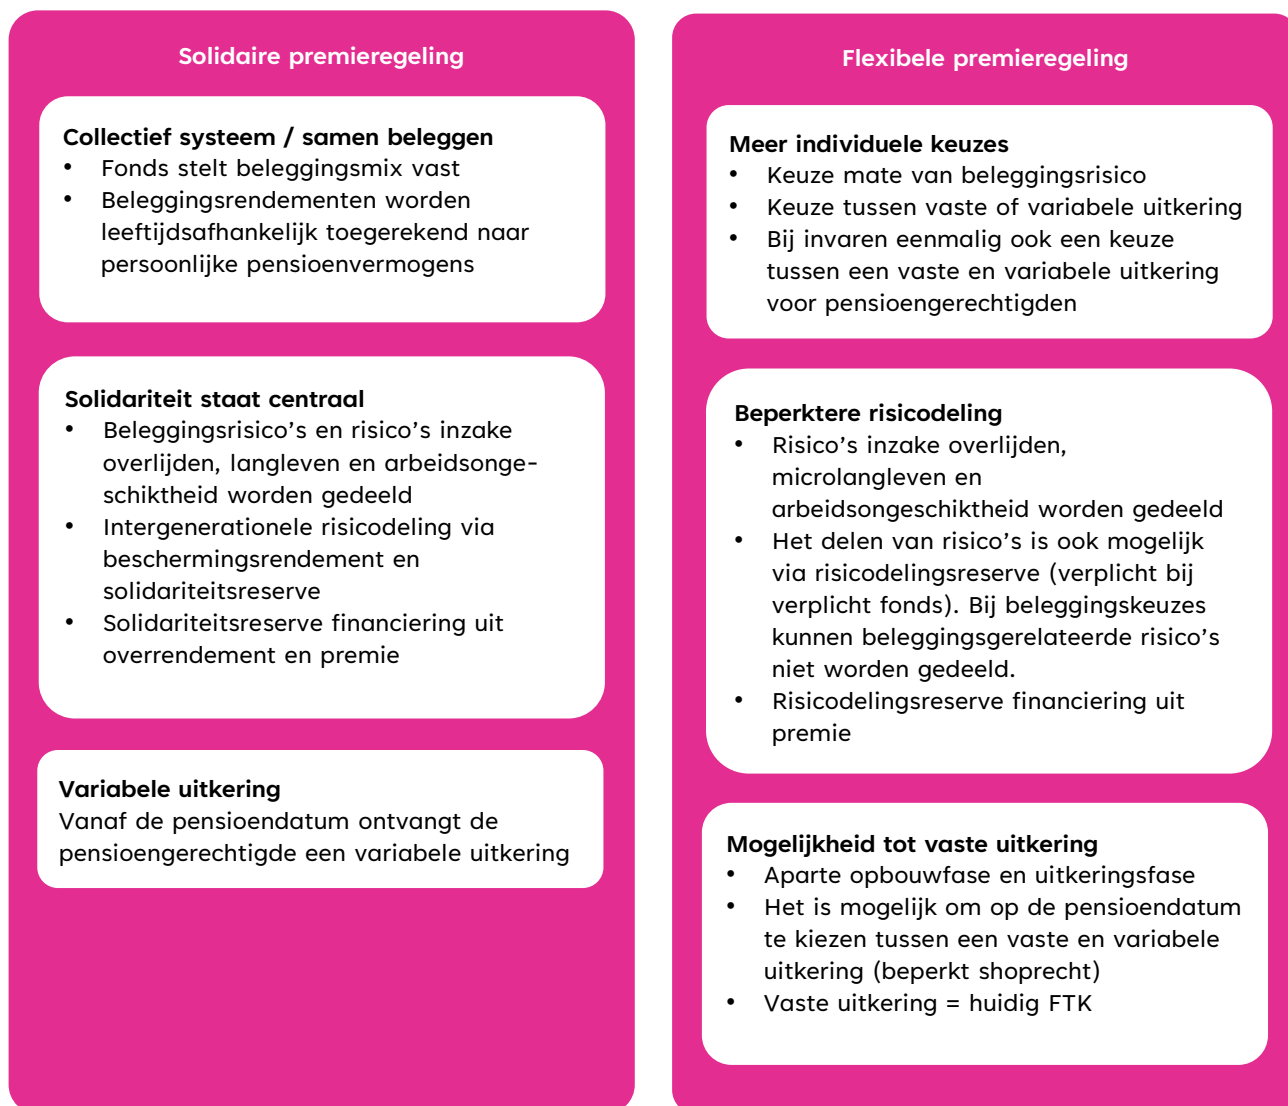 Solidaire premieregeling
Collectief systeem / samen beleggen
• Fonds stelt beleggingsmix vast
• Beleggingsrendementen worden
leeftijdsafhankelijk toegerekend naar
persoonlijke pensioenvermogens
Solidariteit staat centraal
• Beleggingsrisico's en risico's inzake
overlijden, langleven en arbeidsonge-
schiktheid worden gedeeld
• Intergenerationele risicodeling via
beschermingsrendement en
solidariteitsreserve
• Solidariteitsreserve financiering uit
overrendement en premie
Variabele uitkering
Vanaf de pensioendatum ontvangt de
pensioengerechtigde een variabele uitkering
Flexibele premieregeling
Meer individuele keuzes
• Keuze mate van beleggingsrisico
• Keuze tussen vaste of variabele uitkering
• Bij invaren eenmalig ook een keuze
tussen een vaste en variabele uitkering
voor pensioengerechtigden
Beperktere risicodeling
• Risico's inzake overlijden,
microlangleven en
arbeidsongeschiktheid worden gedeeld
• Het delen van risico's is ook mogelijk
via risicodelingsreserve (verplicht bij
verplicht fonds). Bij beleggingskeuzes
kunnen beleggingsgerelateerde risico's
niet worden gedeeld.
• Risicodelingsreserve financiering uit
premie
Mogelijkheid tot vaste uitkering
• Aparte opbouwfase en uitkeringsfase
• Het is mogelijk om op de pensioendatum
te kiezen tussen een vaste en variabele
uitkering (beperkt shoprecht)
• Vaste uitkering = huidig FTK